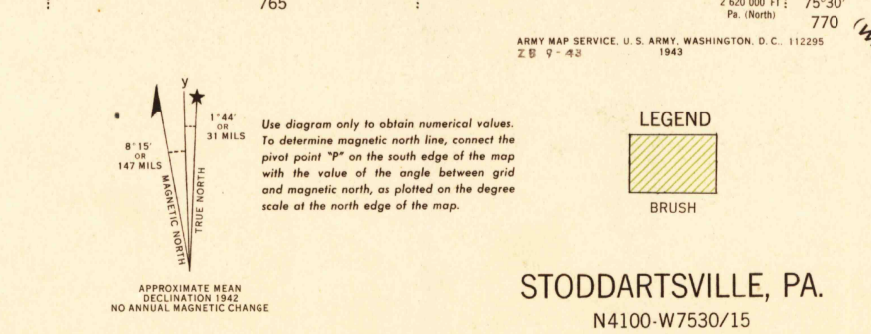 765
2 620 000 FT
75°30'
Pa. (North)
770
ARMY MAP SERVICE, U. S. ARMY, WASHINGTON, D. C. 112295
ZB 9-43
1943
y
1°44'
OR
31 MILS
8°15'
OR
147 MILS
MAGNETIC NORTH
TRUE NORTH
APPROXIMATE MEAN
DECLINATION 1942
NO ANNUAL MAGNETIC CHANGE
Use diagram only to obtain numerical values.
To determine magnetic north line, connect the
pivot point "P" on the south edge of the map
with the value of the angle between grid
and magnetic north, as plotted on the degree
scale at the north edge of the map.
LEGEND
BRUSH
STODDARTSVILLE, PA.
N4100-W7530/15